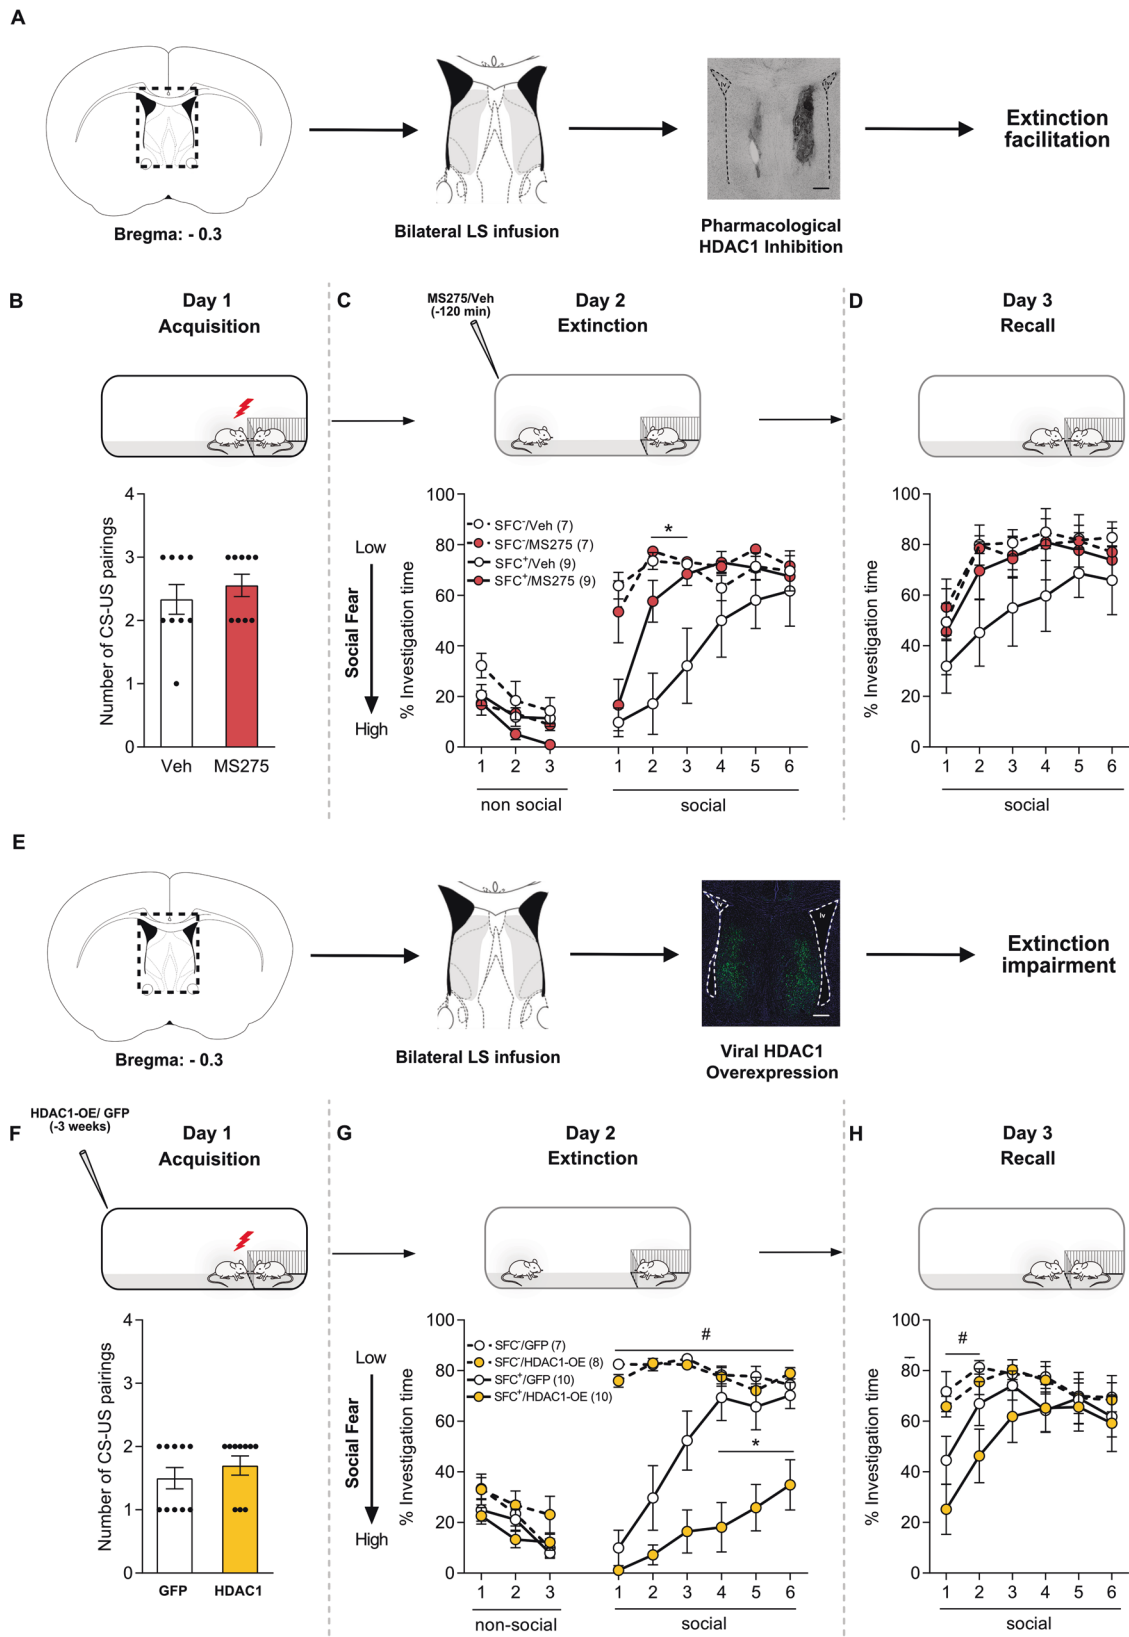 A
Bregma: - 0.3
Bilateral LS infusion
lv
lv
Pharmacological
HDAC1 Inhibition
Extinction
facilitation
B
Day 1
Acquisition
C
MS275/Veh
(-120 min)
Day 2
Extinction
D
Day 3
Recall
Number of CS-US pairings
4
3
2
1
0
Veh
MS275
Low
Social Fear
High
% Investigation time
100
80
60
40
20
0
SFC-/Veh (7)
SFC-/MS275 (7)
SFC+/Veh (9)
SFC+/MS275 (9)
*
1 2 3
non social
1 2 3 4 5 6
social
% Investigation time
100
80
60
40
20
0
1 2 3 4 5 6
social
E
Bregma: - 0.3
Bilateral LS infusion
lv
lv
Viral HDAC1
Overexpression
Extinction
impairment
HDAC1-OE/ GFP
(-3 weeks)
F
Day 1
Acquisition
G
Day 2
Extinction
H
Day 3
Recall
Number of CS-US pairings
4
3
2
1
0
GFP
HDAC1
Low
Social Fear
High
% Investigation time
100
80
60
40
20
0
SFC-/GFP (7)
SFC-/HDAC1-OE (8)
SFC+/GFP (10)
SFC+/HDAC1-OE (10)
#
*
1 2 3
non-social
1 2 3 4 5 6
social
% Investigation time
100
80
60
40
20
0
#
1 2 3 4 5 6
social